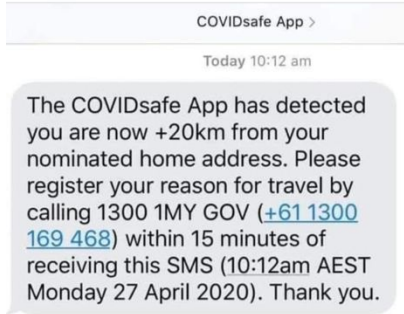 COVIDsafe App >
Today 10:12 am
The COVIDsafe App has detected
you are now +20km from your
nominated home address. Please
register your reason for travel by
calling 1300 1MY GOV (+61 1300
169 468) within 15 minutes of
receiving this SMS (10:12am AEST
Monday 27 April 2020). Thank you.